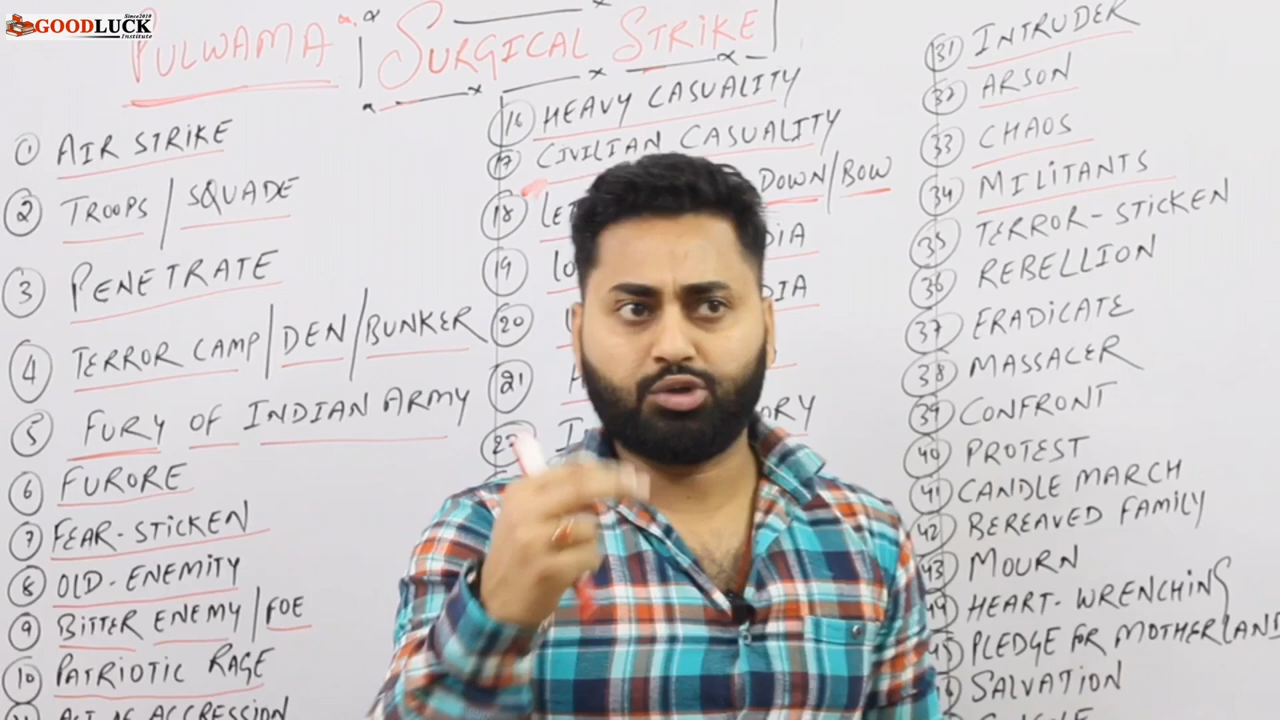 Since 2010
GOODLUCK
Institute
PULWAMA | SURGICAL STRIKE |
1 AIR STRIKE
2 TROOPS / SQUADE
3 PENETRATE
4 TERROR CAMP / DEN / BUNKER
5 FURY OF INDIAN ARMY
6 FURORE
7 FEAR-STICKEN
8 OLD-ENEMITY
9 BITTER ENEMY / FOE
10 PATRIOTIC RAGE
ACT OF AGGRESSION
16 HEAVY CASUALITY
17 CIVILIAN CASUALITY
18 DOWN / BOW
19
20
21
22
31 INTRUDER
32 ARSON
33 CHAOS
34 MILITANTS
35 TERROR-STICKEN
36 REBELLION
37 ERADICATE
38 MASSACER
39 CONFRONT
40 PROTEST
41 CANDLE MARCH
42 BEREAVED FAMILY
43 MOURN
44 HEART-WRENCHING
45 PLEDGE FOR MOTHERLAND
SALVATION